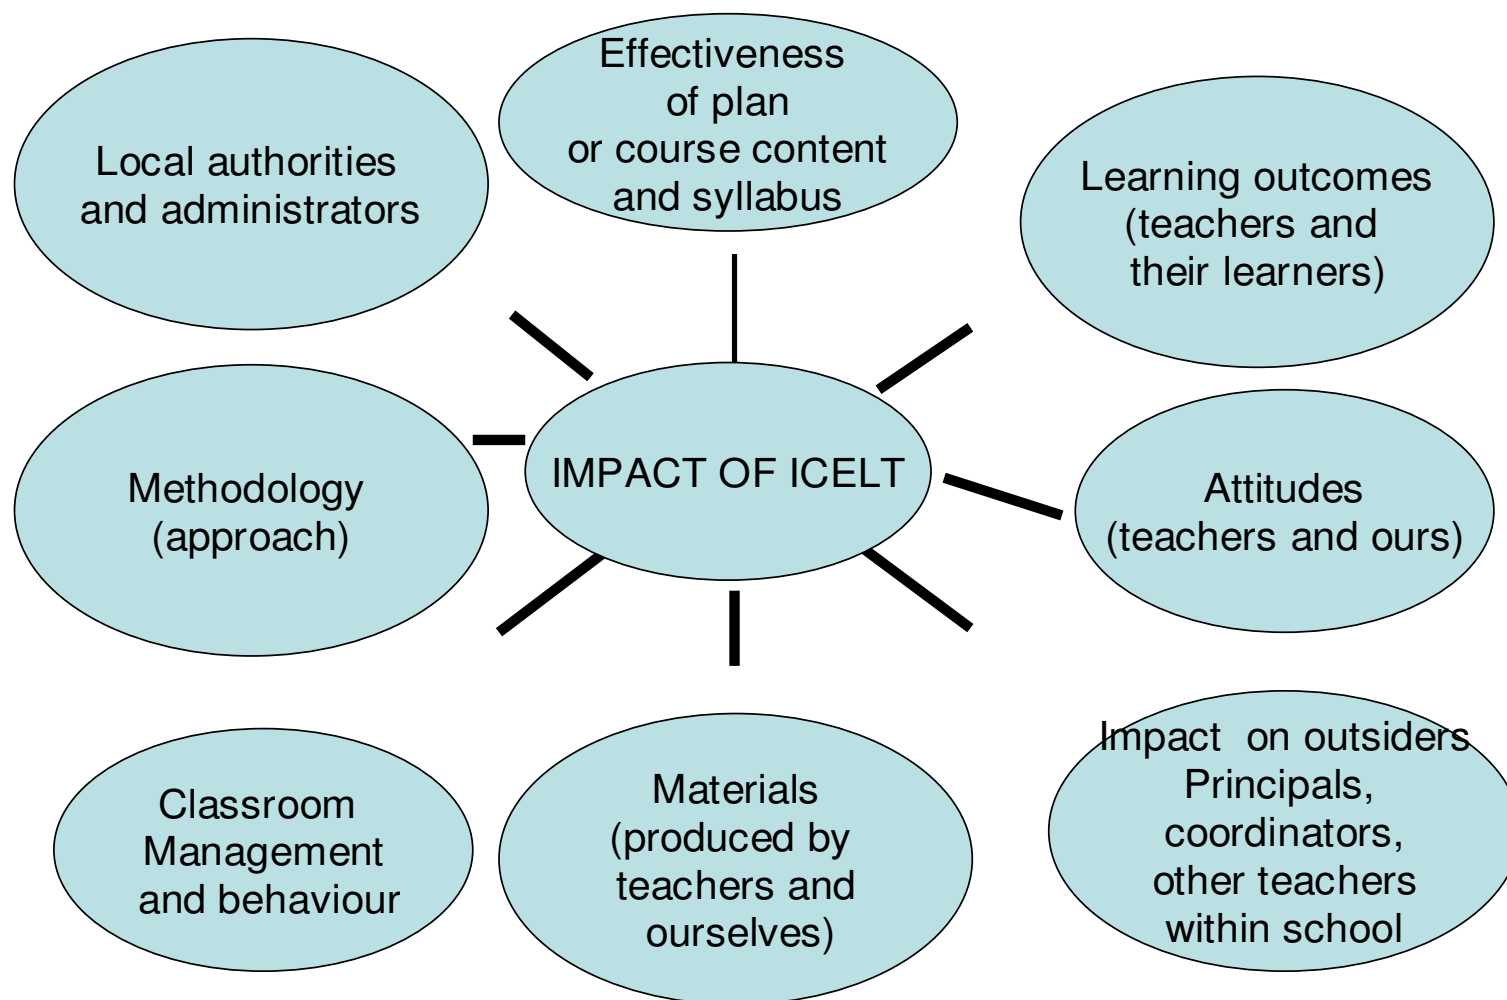 Effectiveness
of plan
or course content
and syllabus
Local authorities
and administrators
Learning outcomes
(teachers and
their learners)
IMPACT OF ICELT
Methodology
(approach)
Attitudes
(teachers and ours)
Classroom
Management
and behaviour
Materials
(produced by
teachers and
ourselves)
Impact  on outsiders
Principals,
coordinators,
other teachers
within school